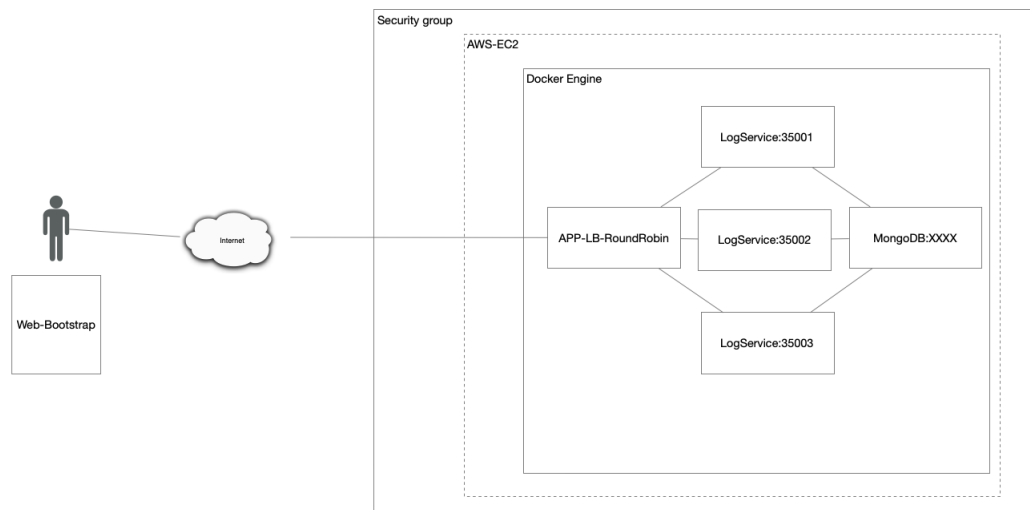 Security group
AWS-EC2
Docker Engine
LogService:35001
Internet
APP-LB-RoundRobin
LogService:35002
MongoDB:XXXX
Web-Bootstrap
LogService:35003